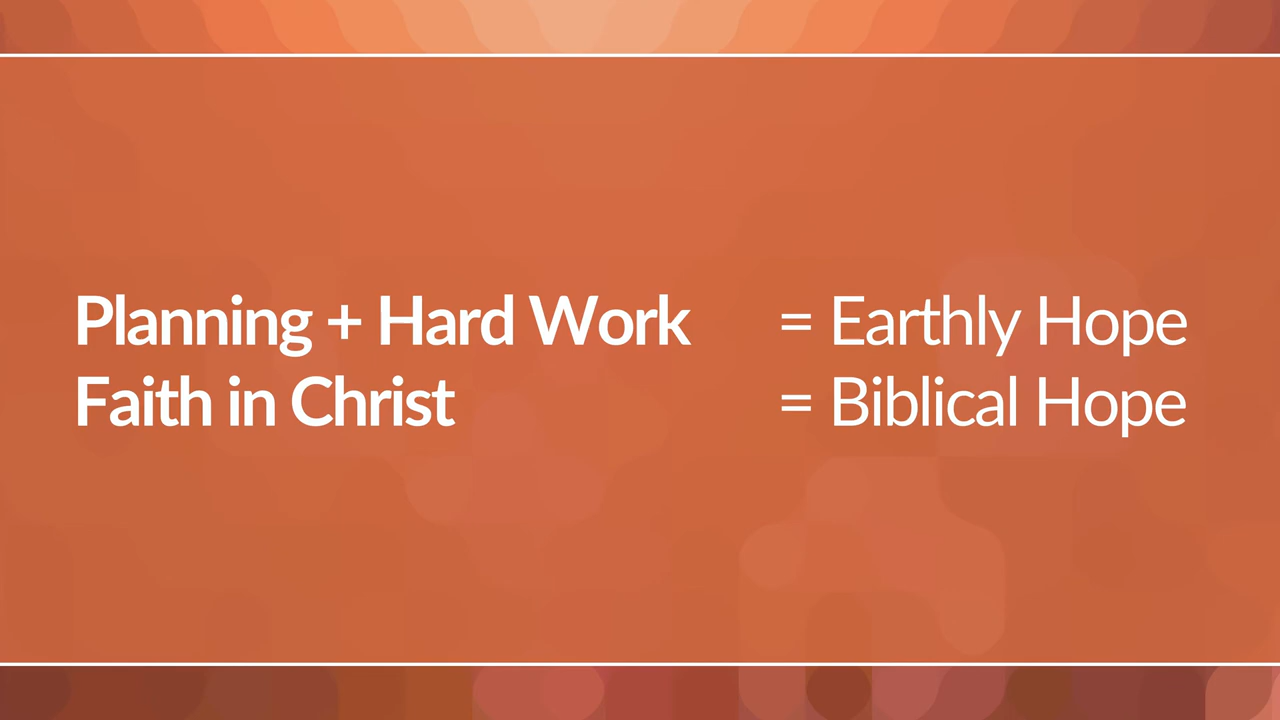 Planning + Hard Work = Earthly Hope
Faith in Christ = Biblical Hope